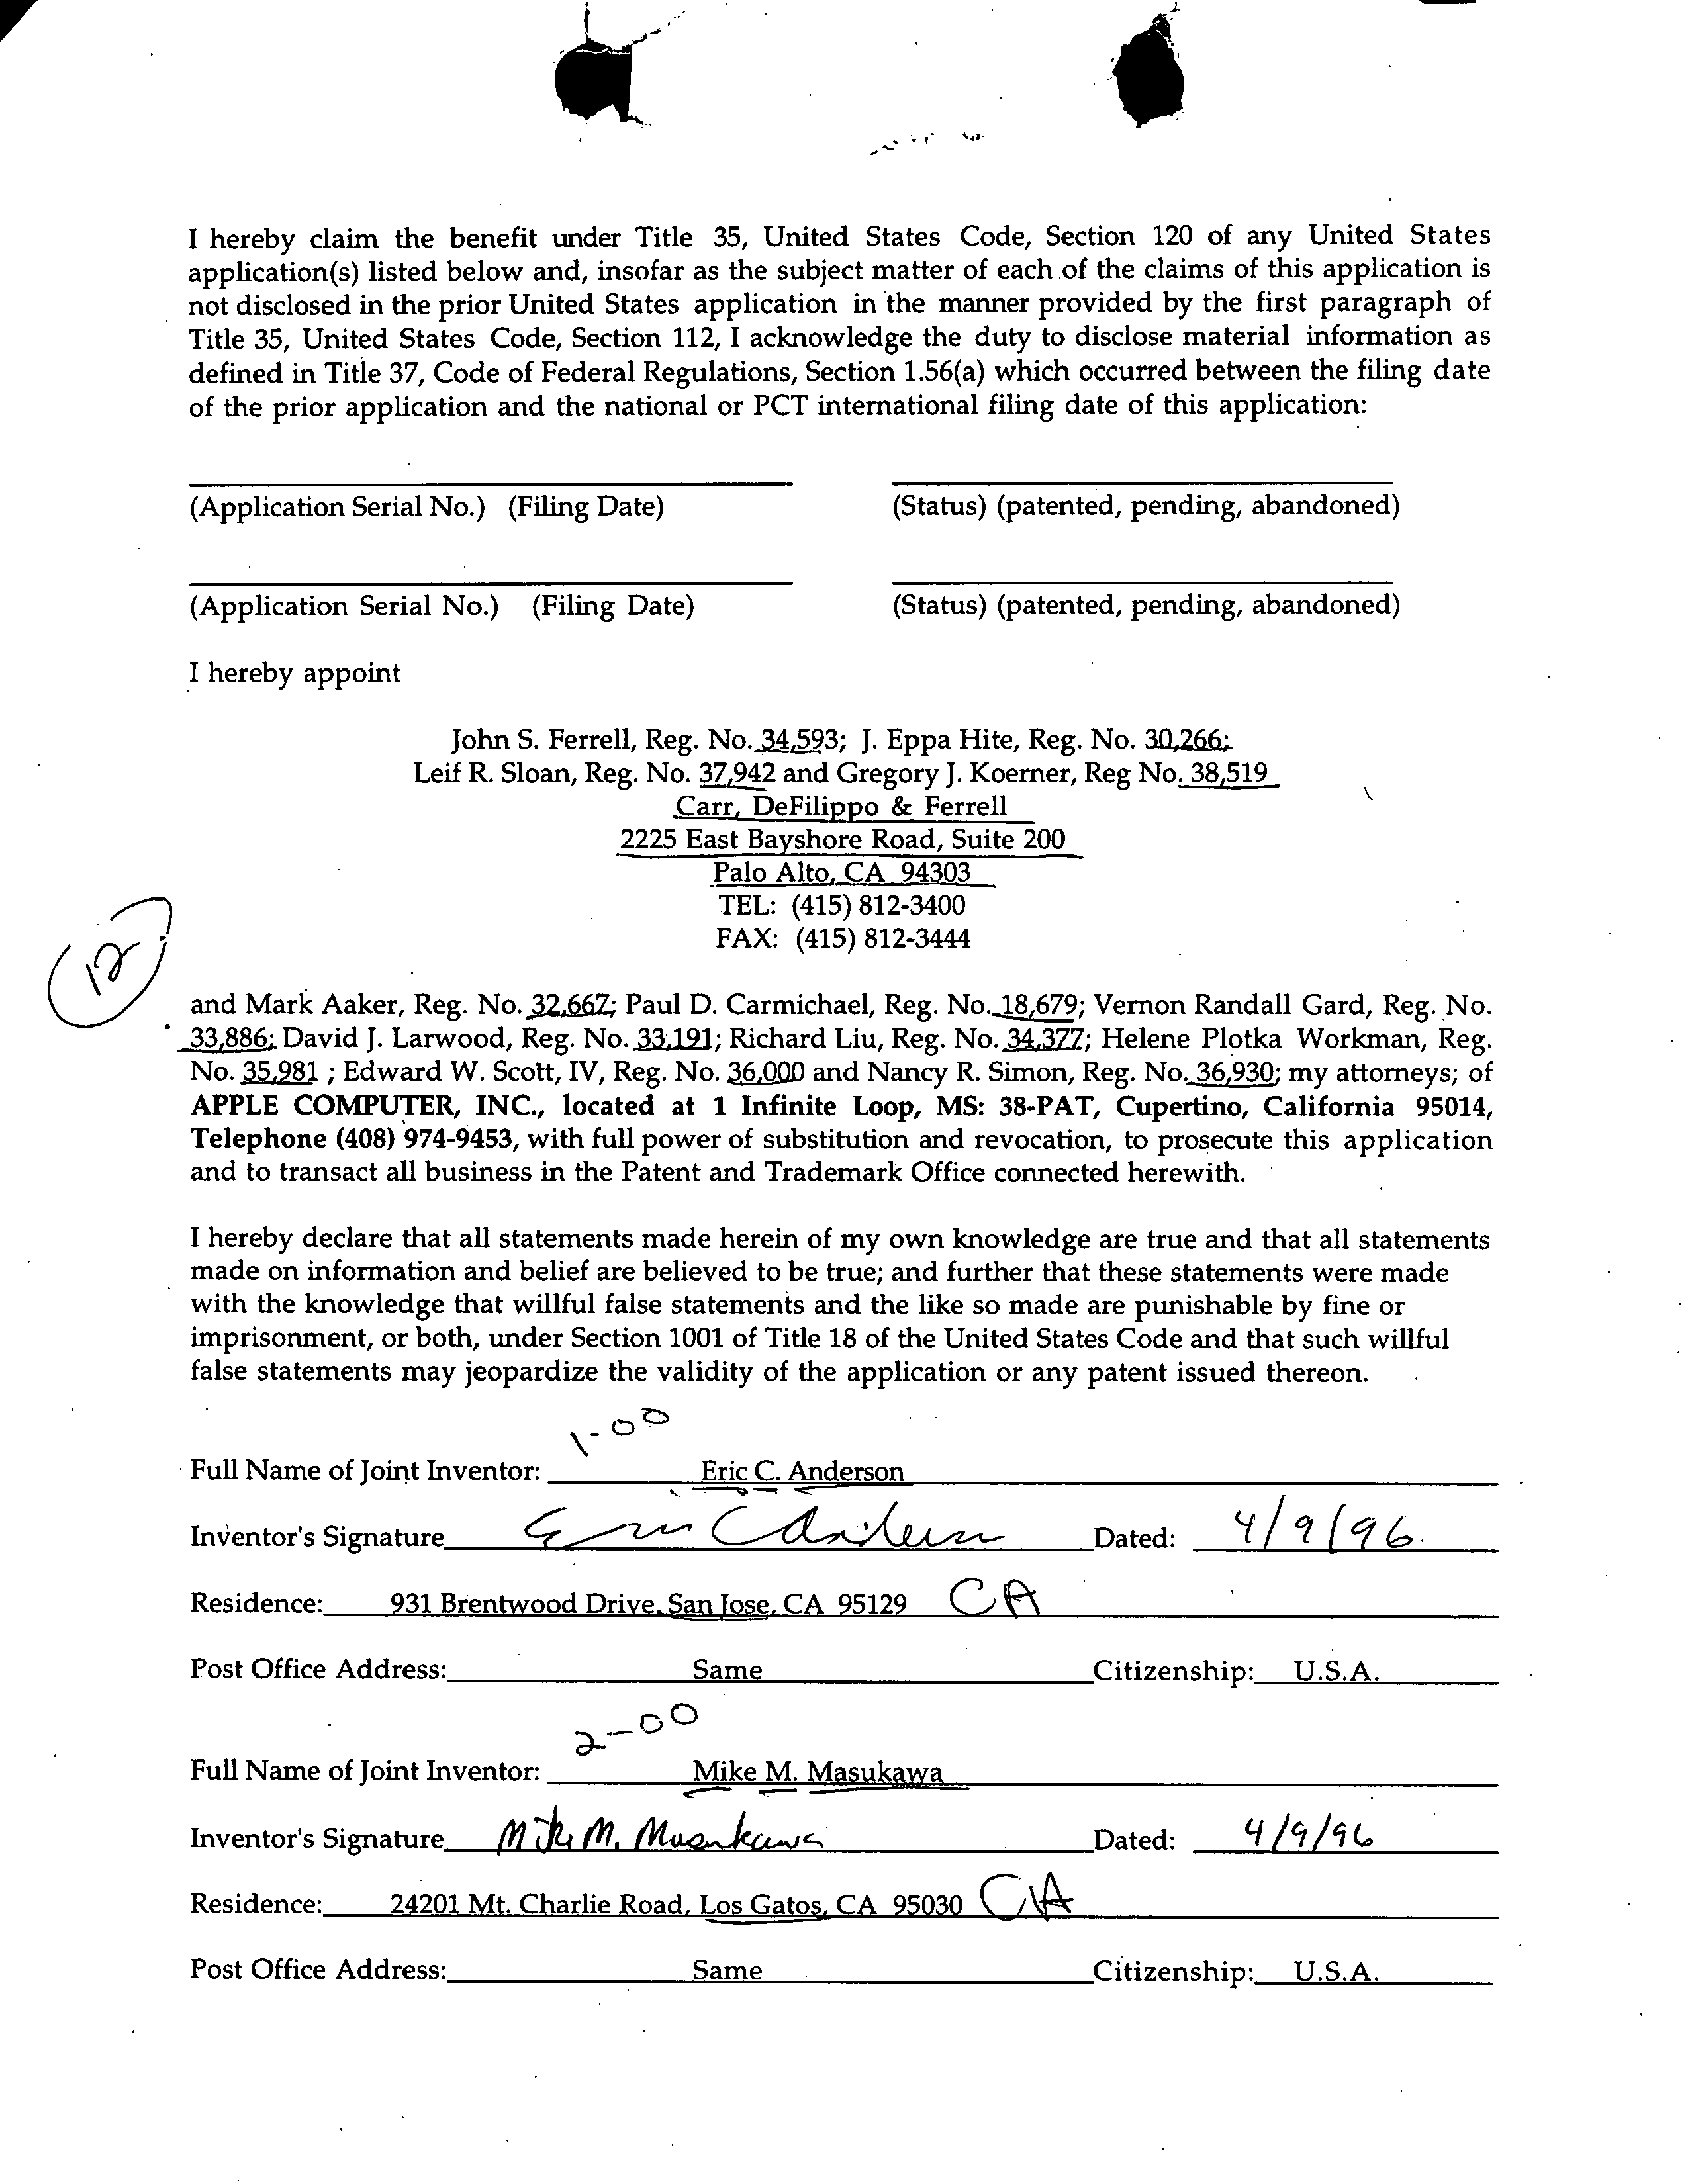 I hereby claim the benefit under Title 35, United States Code, Section 120 of any United States
application(s) listed below and, insofar as the subject matter of each of the claims of this application is
not disclosed in the prior United States application in the manner provided by the first paragraph of
Title 35, United States Code, Section 112, I acknowledge the duty to disclose material information as
defined in Title 37, Code of Federal Regulations, Section 1.56(a) which occurred between the filing date
of the prior application and the national or PCT international filing date of this application:
(Application Serial No.) (Filing Date) (Status) (patented, pending, abandoned)
(Application Serial No.) (Filing Date) (Status) (patented, pending, abandoned)
I hereby appoint
John S. Ferrell, Reg. No. 34,593; J. Eppa Hite, Reg. No. 30,266;
Leif R. Sloan, Reg. No. 37,942 and Gregory J. Koerner, Reg No. 38,519
Carr, DeFilippo & Ferrell
2225 East Bayshore Road, Suite 200
Palo Alto, CA 94303
TEL: (415) 812-3400
FAX: (415) 812-3444
12
and Mark Aaker, Reg. No. 32,667; Paul D. Carmichael, Reg. No. 18,679; Vernon Randall Gard, Reg. No.
33,886; David J. Larwood, Reg. No. 33,191; Richard Liu, Reg. No. 34,377; Helene Plotka Workman, Reg.
No. 35,981 ; Edward W. Scott, IV, Reg. No. 36,000 and Nancy R. Simon, Reg. No. 36,930; my attorneys; of
APPLE COMPUTER, INC., located at 1 Infinite Loop, MS: 38-PAT, Cupertino, California 95014,
Telephone (408) 974-9453, with full power of substitution and revocation, to prosecute this application
and to transact all business in the Patent and Trademark Office connected herewith.
I hereby declare that all statements made herein of my own knowledge are true and that all statements
made on information and belief are believed to be true; and further that these statements were made
with the knowledge that willful false statements and the like so made are punishable by fine or
imprisonment, or both, under Section 1001 of Title 18 of the United States Code and that such willful
false statements may jeopardize the validity of the application or any patent issued thereon.
1-00
Full Name of Joint Inventor: Eric C. Anderson
Inventor's Signature Eric C Anderson Dated: 4/9/96
Residence: 931 Brentwood Drive, San Jose, CA 95129 CA
Post Office Address: Same Citizenship: U.S.A.
2-00
Full Name of Joint Inventor: Mike M. Masukawa
Inventor's Signature Mike M. Masukawa Dated: 4/9/96
Residence: 24201 Mt. Charlie Road, Los Gatos, CA 95030 CA
Post Office Address: Same Citizenship: U.S.A.